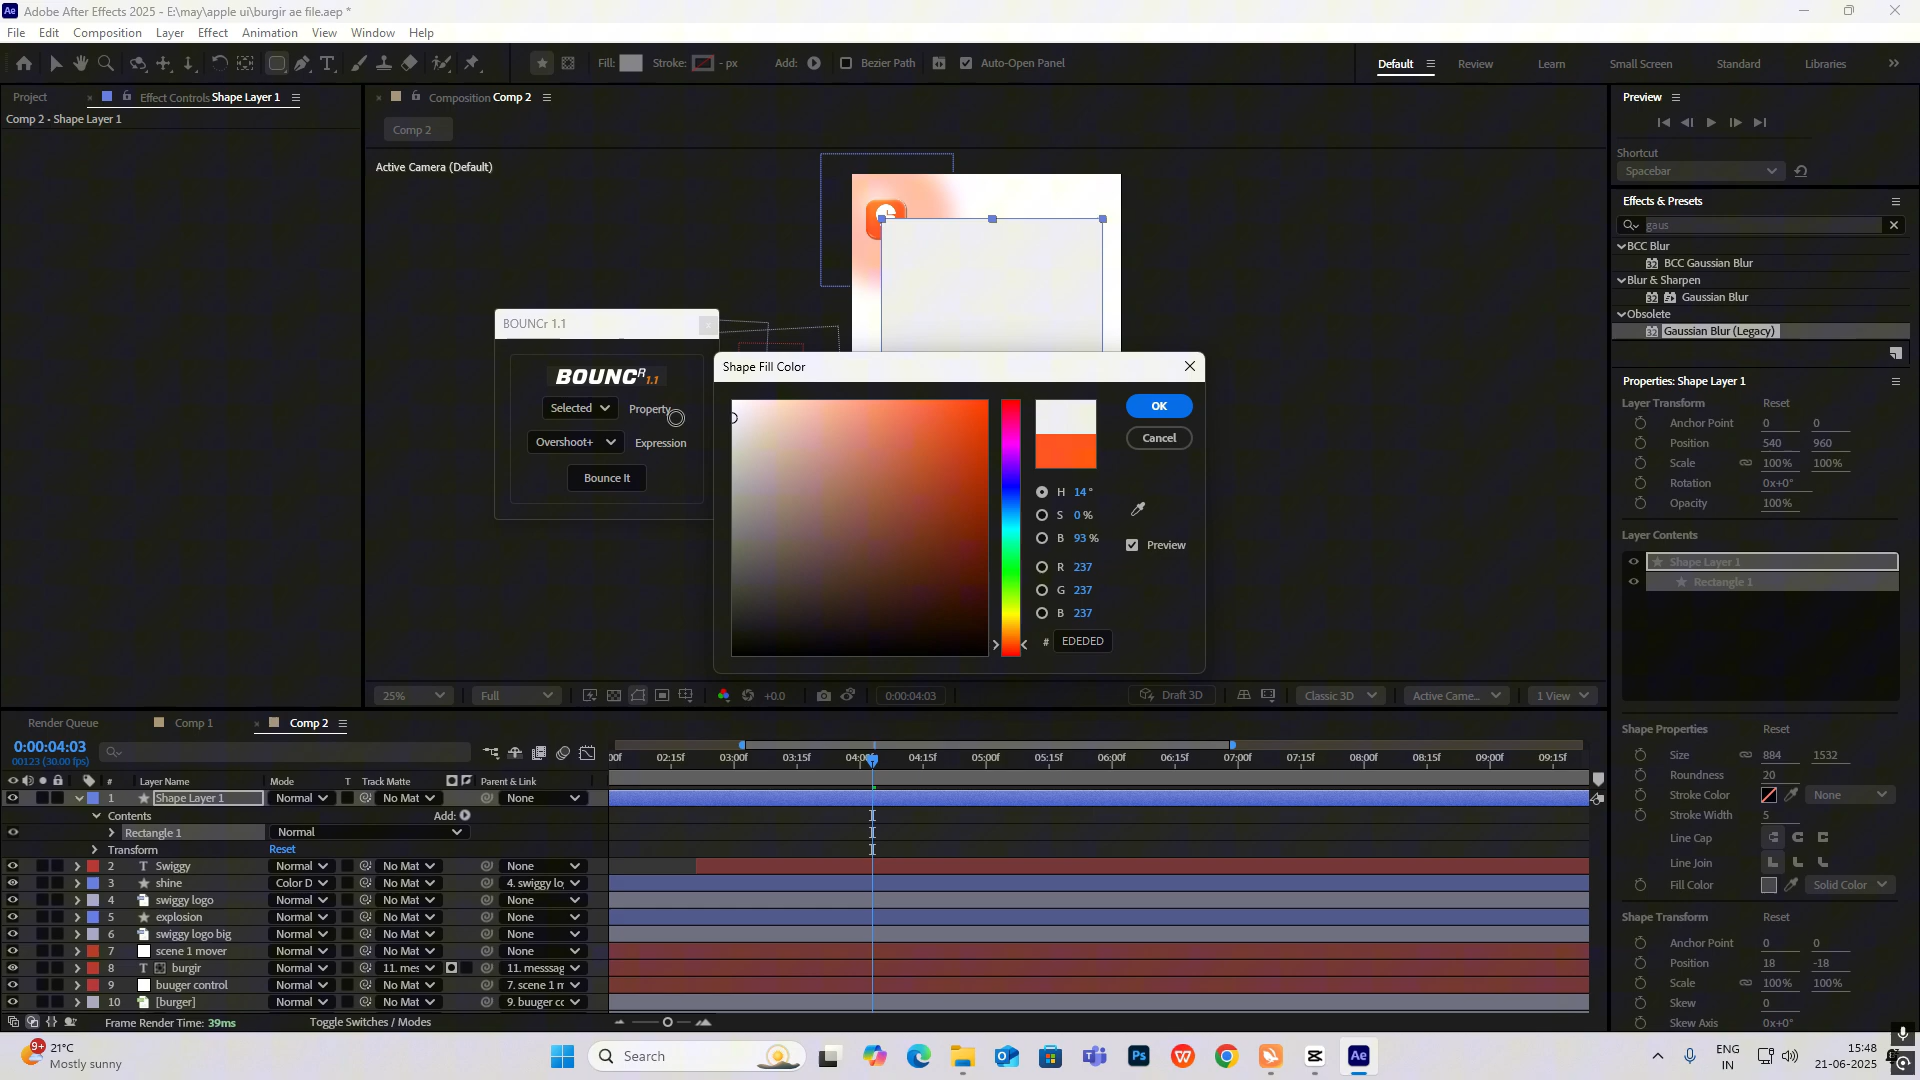 Adobe After Effects 2025 - E:\may\apple ui\burgir ae file.aep *
File Edit Composition Layer Effect Animation View Window Help
Fill: Stroke: - px Add: Bezier Path Auto-Open Panel Default Review Learn Small Screen Standard Libraries
Project Effect Controls Shape Layer 1 Composition Comp 2 Preview
Comp 2 • Shape Layer 1
Comp 2
Active Camera (Default)
Shortcut
Spacebar
Effects & Presets
gaus
BCC Blur
BCC Gaussian Blur
Blur & Sharpen
Gaussian Blur
Obsolete
Gaussian Blur (Legacy)
BOUNCr 1.1
BOUNCR 1.1
Selected Property
Overshoot+ Expression
Bounce It
Shape Fill Color
OK
Cancel
H 14°
S 0 %
B 93 %
Preview
R 237
G 237
B 237
# EDEDED
Properties: Shape Layer 1
Layer Transform Reset
Anchor Point 0 0
Position 540 960
Scale 100% 100%
Rotation 0x+0°
Opacity 100%
Layer Contents
Shape Layer 1
Rectangle 1
Shape Properties Reset
Size 884 1532
Roundness 20
Stroke Color None
Stroke Width 5
Line Cap
Line Join
Fill Color Solid Color
Shape Transform Reset
Anchor Point 0 0
Position 18 -18
Scale 100% 100%
Skew 0
Skew Axis 0x+0°
25% Full +0.0 0:00:04:03 Draft 3D Classic 3D Active Came... 1 View
Render Queue Comp 1 Comp 2
0:00:04:03
00123 (30.00 fps)
00f 02:15f 03:00f 03:15f 04:00f 04:15f 05:00f 05:15f 06:00f 06:15f 07:00f 07:15f 08:00f 08:15f 09:00f 09:15f
# Layer Name Mode T Track Matte Parent & Link
1 Shape Layer 1 Normal No Mat None
Contents Add:
Rectangle 1 Normal
Transform Reset
2 T Swiggy Normal No Mat None
3 shine Color D No Mat 4. swiggy lo
4 swiggy logo Normal No Mat None
5 explosion Normal No Mat None
6 swiggy logo big Normal No Mat None
7 scene 1 mover Normal No Mat None
8 T burgir Normal 11. mes 11. messsag
9 buuger control Normal No Mat 7. scene 1 m
10 [burger] Normal No Mat 9. buuger cc
Frame Render Time: 39ms Toggle Switches / Modes
9+ 21°C
Mostly sunny
Search
ENG
IN
15:48
21-06-2025